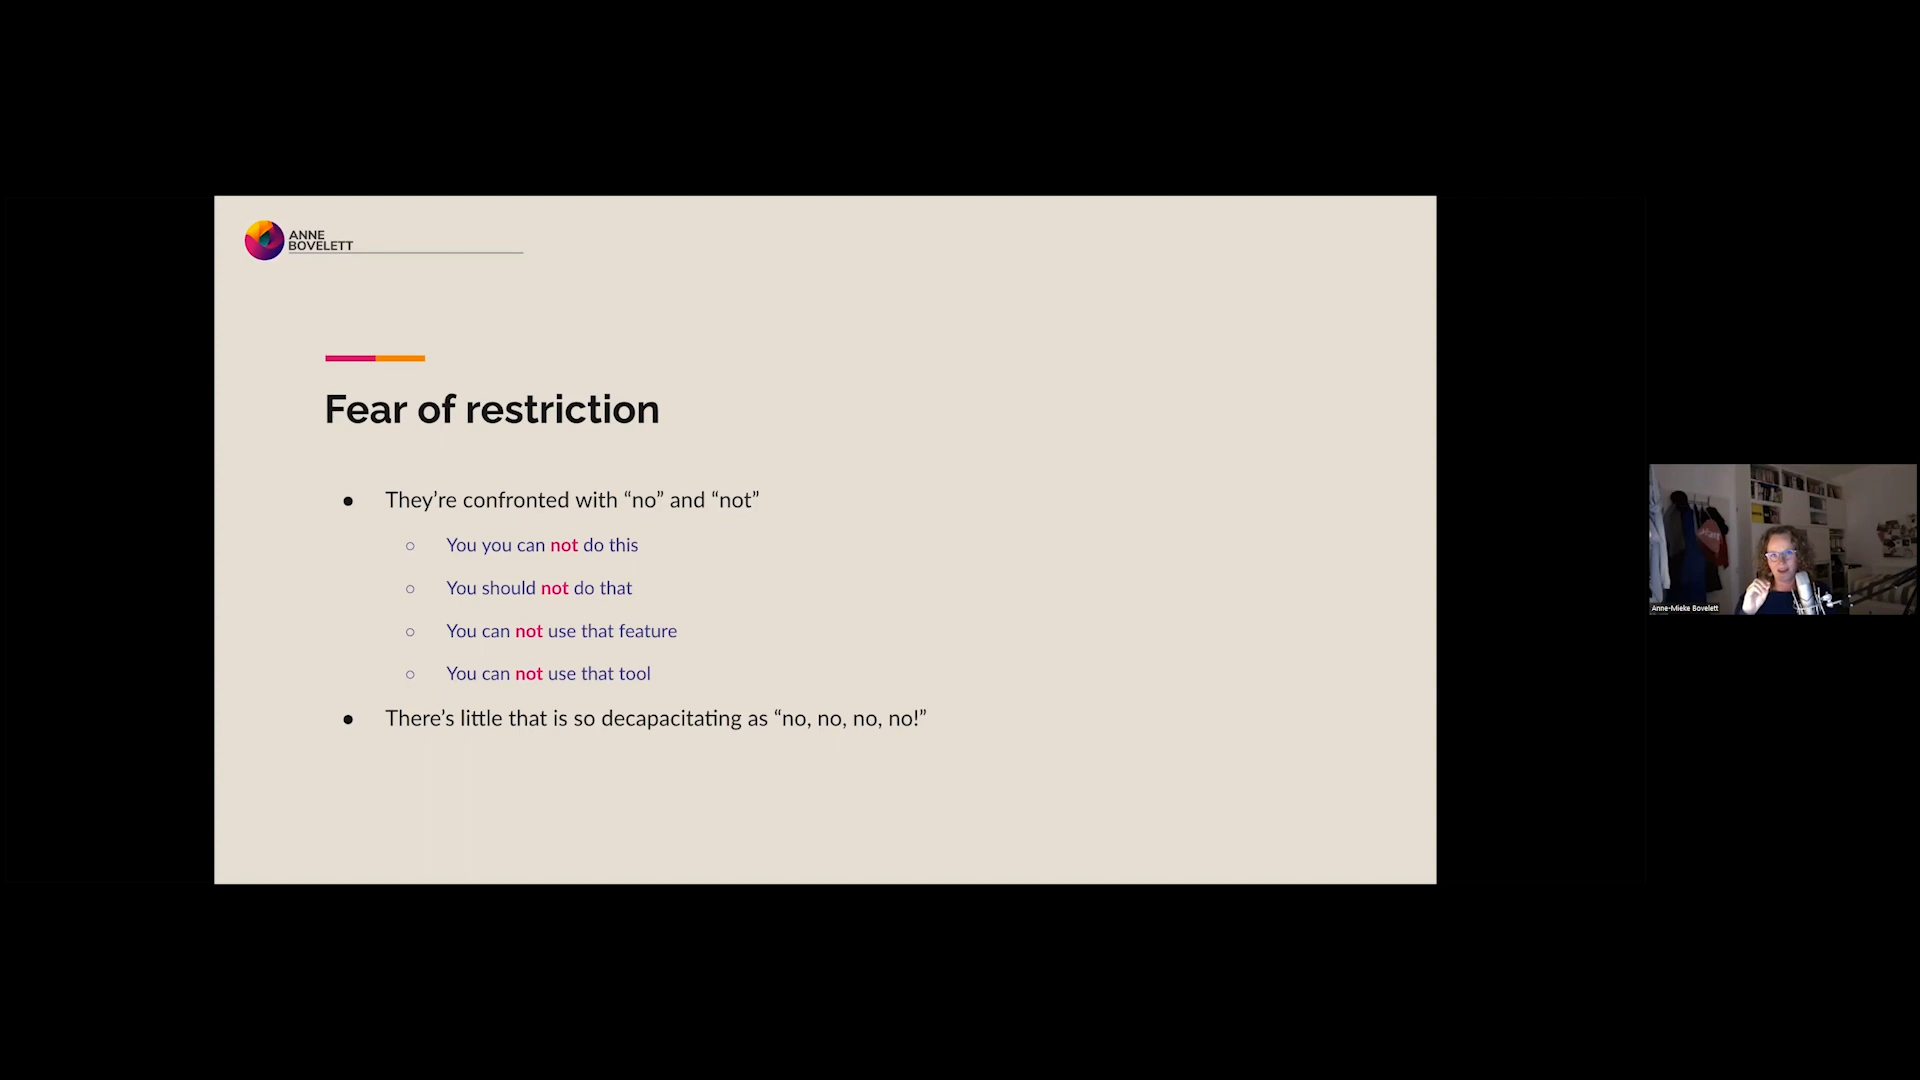 ANNE
BOVELETT
Fear of restriction
● They’re confronted with “no” and “not”
○ You you can not do this
○ You should not do that
○ You can not use that feature
○ You can not use that tool
● There’s little that is so decapacitating as “no, no, no, no!”
Anne-Mieke Bovelett